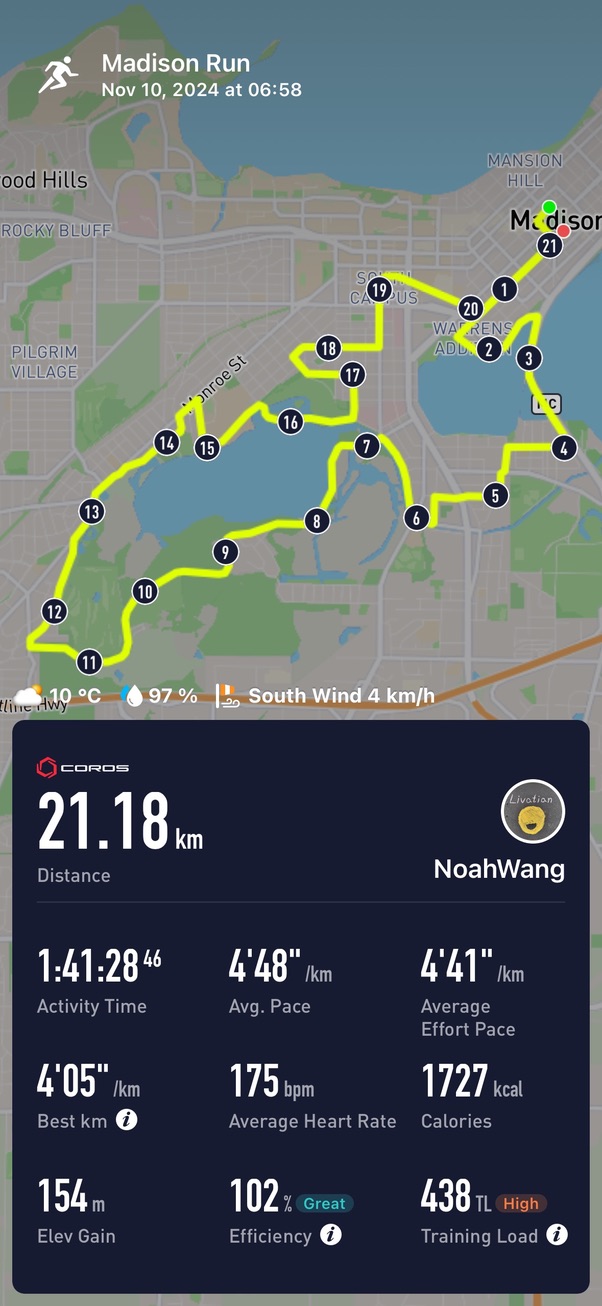 Madison Run
Nov 10, 2024 at 06:58
MANSION
HILL
ood Hills
Madison
ROCKY BLUFF
21
SOUTH
CAMPUS
19
1
20
2
3
18
PILGRIM
VILLAGE
17
Monroe St
16
14
15
7
4
13
5
6
8
9
10
12
11
10 °C
97 %
South Wind 4 km/h
tline Hwy
COROS
21.18 km
Distance
Livatian
NoahWang
1:41:28 46
Activity Time
4'48" /km
Avg. Pace
4'41" /km
Average
Effort Pace
4'05" /km
Best km i
175 bpm
Average Heart Rate
1727 kcal
Calories
154 m
Elev Gain
102 % Great
Efficiency i
438 TL High
Training Load i